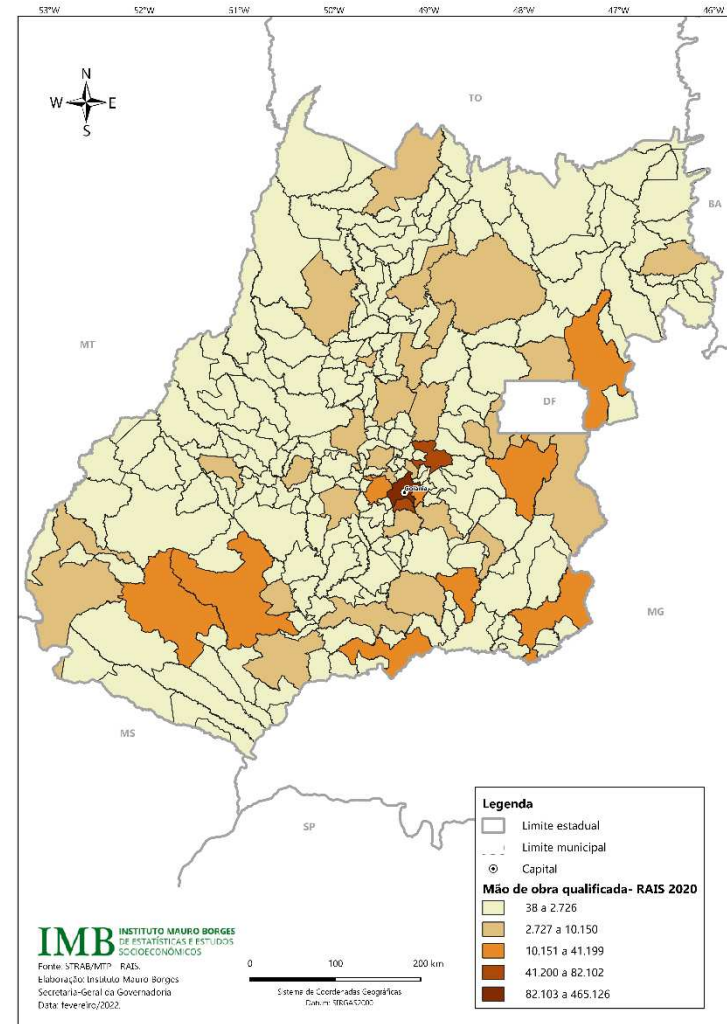 53°W 52°W 51°W 50°W 49°W 48°W 47°W 46°W
N
W E
S
TO
BA
MT
DF
Goiânia
MG
MS
SP
Legenda
Limite estadual
Limite municipal
Capital
Mão de obra qualificada- RAIS 2020
38 a 2.726
2.727 a 10.150
10.151 a 41.199
41.200 a 82.102
82.103 a 465.126
IMB INSTITUTO MAURO BORGES
DE ESTATÍSTICAS E ESTUDOS
SOCIOECONÔMICOS
Fonte: STRAB/MTP RAIS.
Elaboração: Instituto Mauro Borges
Secretaria-Geral da Governadoria
Data: fevereiro/2022.
0 100 200 km
Sistema de Coordenadas Geográficas
Datum: SIRGAS2000